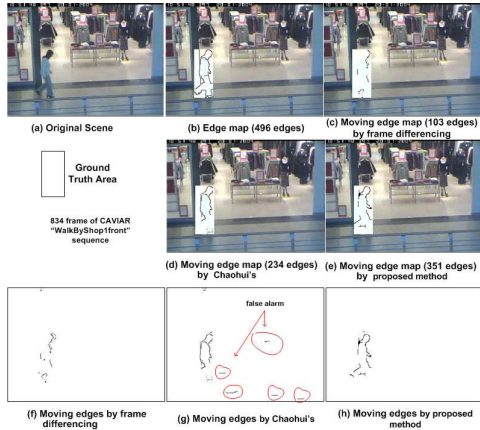 (a) Original Scene
(b) Edge map (496 edges)
(c) Moving edge map (103 edges)
by frame differencing
Ground
Truth Area
834 frame of CAVIAR
"WalkByShop1front"
sequence
(d) Moving edge map (234 edges)
by Chaohui's
(e) Moving edge map (351 edges)
by proposed method
false alarm
(f) Moving edges by frame
differencing
(g) Moving edges by Chaohui's
(h) Moving edges by proposed
method